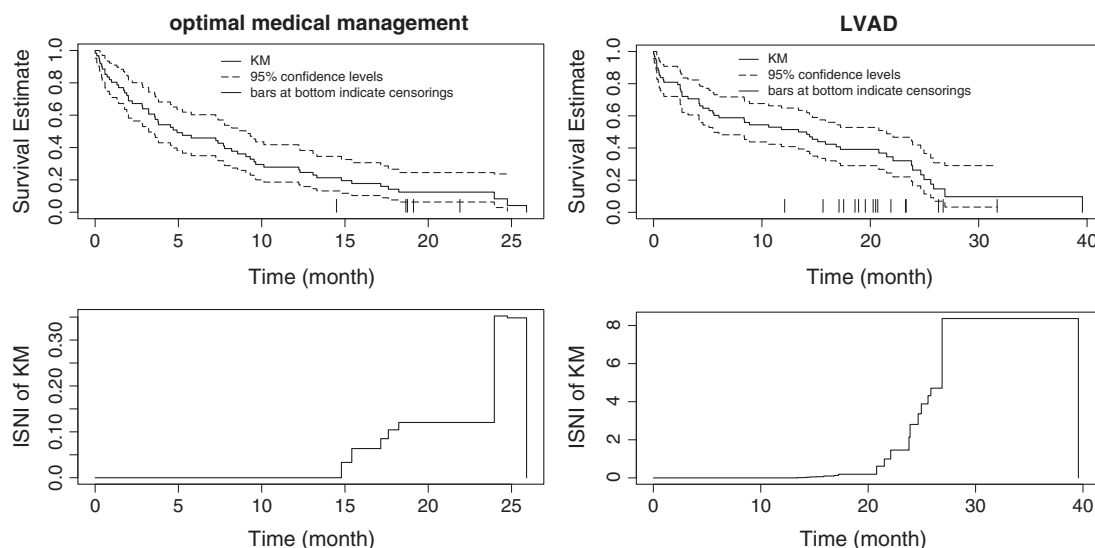 optimal medical management
Survival Estimate
0.0 0.2 0.4 0.6 0.8 1.0
KM
95% confidence levels
bars at bottom indicate censorings
0 5 10 15 20 25
Time (month)
LVAD
Survival Estimate
0.0 0.2 0.4 0.6 0.8 1.0
KM
95% confidence levels
bars at bottom indicate censorings
0 10 20 30 40
Time (month)
ISNI of KM
0.0 0.10 0.20 0.30
0 5 10 15 20 25
Time (month)
ISNI of KM
0 2 4 6 8
0 10 20 30 40
Time (month)